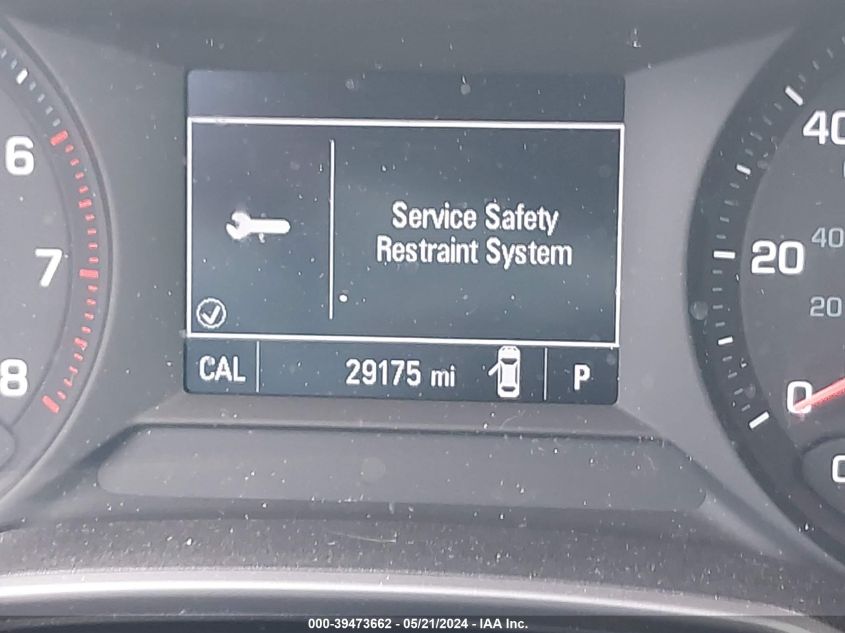 6
7
8
Service Safety
Restraint System
CAL 29175 mi P
40
20
0
40
20
000-39473662 - 05/21/2024 - IAA Inc.